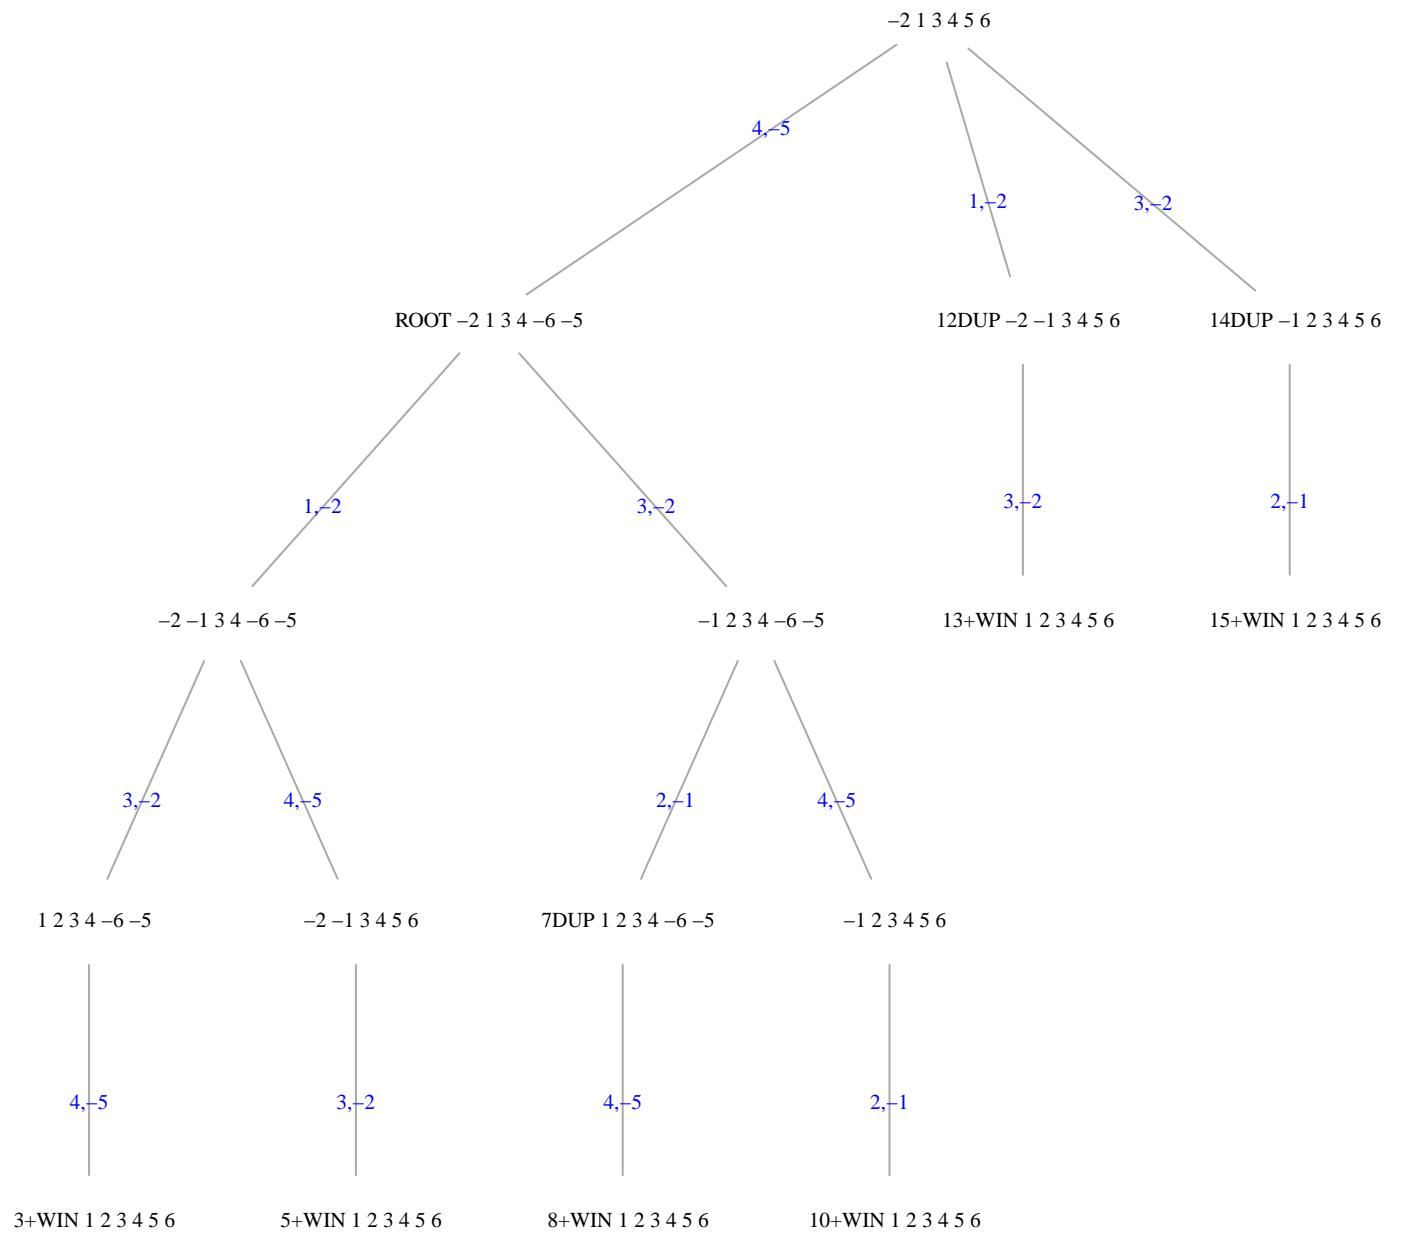 −2 1 3 4 5 6
4,−5
1,−2
3,−2
ROOT −2 1 3 4 −6 −5
12DUP −2 −1 3 4 5 6
14DUP −1 2 3 4 5 6
1,−2
3,−2
3,−2
2,−1
−2 −1 3 4 −6 −5
−1 2 3 4 −6 −5
13+WIN 1 2 3 4 5 6
15+WIN 1 2 3 4 5 6
3,−2
4,−5
2,−1
4,−5
1 2 3 4 −6 −5
−2 −1 3 4 5 6
7DUP 1 2 3 4 −6 −5
−1 2 3 4 5 6
4,−5
3,−2
4,−5
2,−1
3+WIN 1 2 3 4 5 6
5+WIN 1 2 3 4 5 6
8+WIN 1 2 3 4 5 6
10+WIN 1 2 3 4 5 6